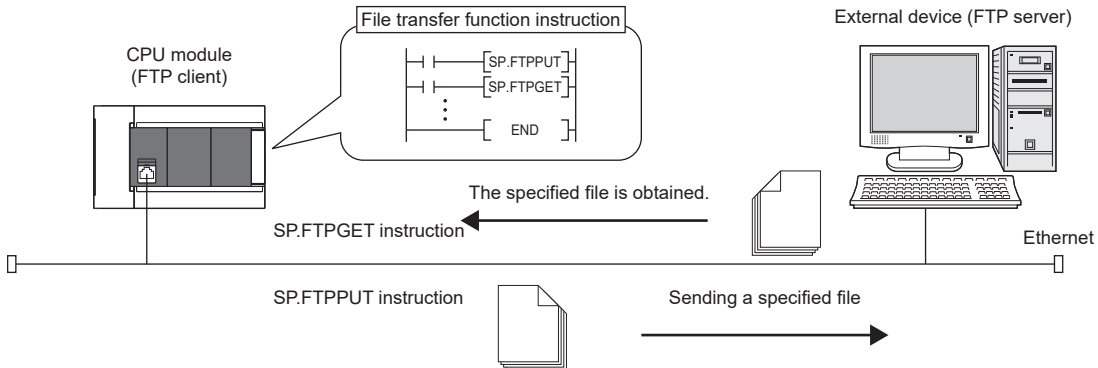 File transfer function instruction
External device (FTP server)
CPU module
(FTP client)
SP.FTPPUT
SP.FTPGET
END
The specified file is obtained.
SP.FTPGET instruction
Ethernet
SP.FTPPUT instruction
Sending a specified file